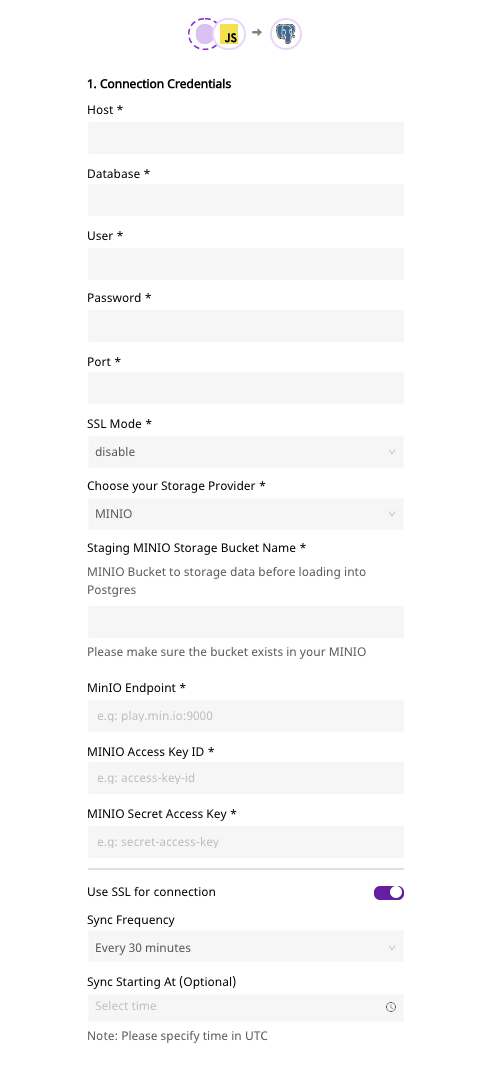 JS
1. Connection Credentials
Host *
Database *
User *
Password *
Port *
SSL Mode *
disable
Choose your Storage Provider *
MINIO
Staging MINIO Storage Bucket Name *
MINIO Bucket to storage data before loading into
Postgres
Please make sure the bucket exists in your MINIO
MinIO Endpoint *
e.g: play.min.io:9000
MINIO Access Key ID *
e.g: access-key-id
MINIO Secret Access Key *
e.g: secret-access-key
Use SSL for connection
Sync Frequency
Every 30 minutes
Sync Starting At (Optional)
Select time
Note: Please specify time in UTC